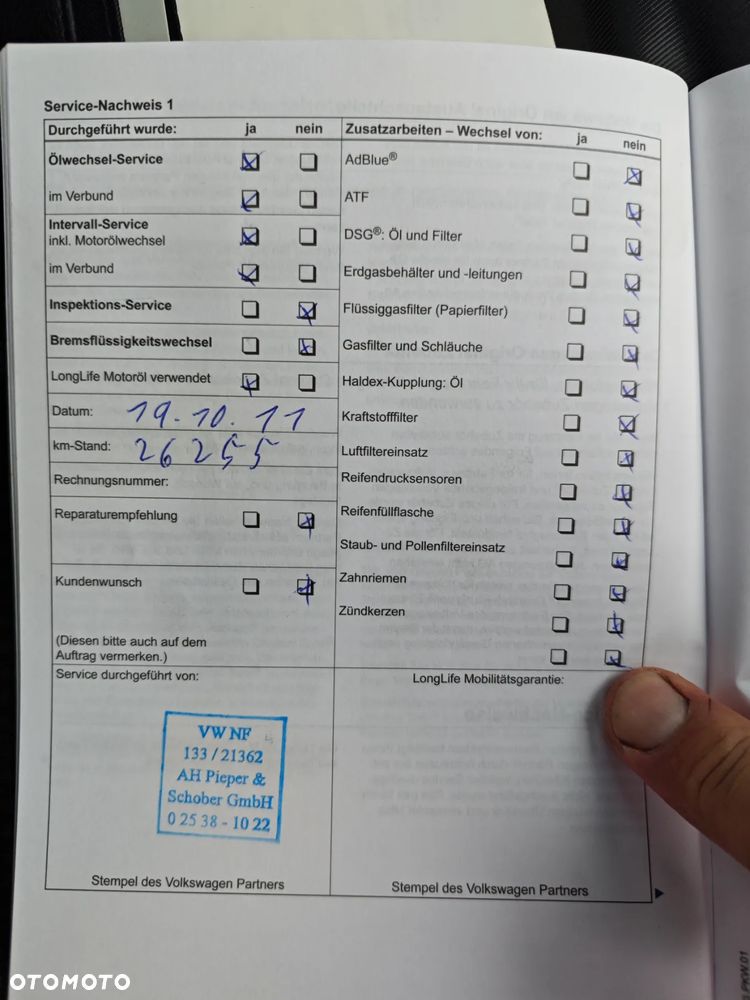 Service-Nachweis 1
Durchgeführt wurde: ja nein
Ölwechsel-Service
im Verbund
Intervall-Service
inkl. Motorölwechsel
im Verbund
Inspektions-Service
Bremsflüssigkeitswechsel
LongLife Motoröl verwendet
Datum: 19.10.11
km-Stand: 26255
Rechnungsnummer:
Reparaturempfehlung
Kundenwunsch
(Diesen bitte auch auf dem
Auftrag vermerken.)
Zusatzarbeiten – Wechsel von: ja nein
AdBlue®
ATF
DSG®: Öl und Filter
Erdgasbehälter und -leitungen
Flüssiggasfilter (Papierfilter)
Gasfilter und Schläuche
Haldex-Kupplung: Öl
Kraftstofffilter
Luftfiltereinsatz
Reifendrucksensoren
Reifenfüllflasche
Staub- und Pollenfiltereinsatz
Zahnriemen
Zündkerzen
Service durchgeführt von:
VW NF
133 / 21362
AH Pieper &
Schober GmbH
0 25 38 - 10 22
Stempel des Volkswagen Partners
LongLife Mobilitätsgarantie:
Stempel des Volkswagen Partners
OTOMOTO